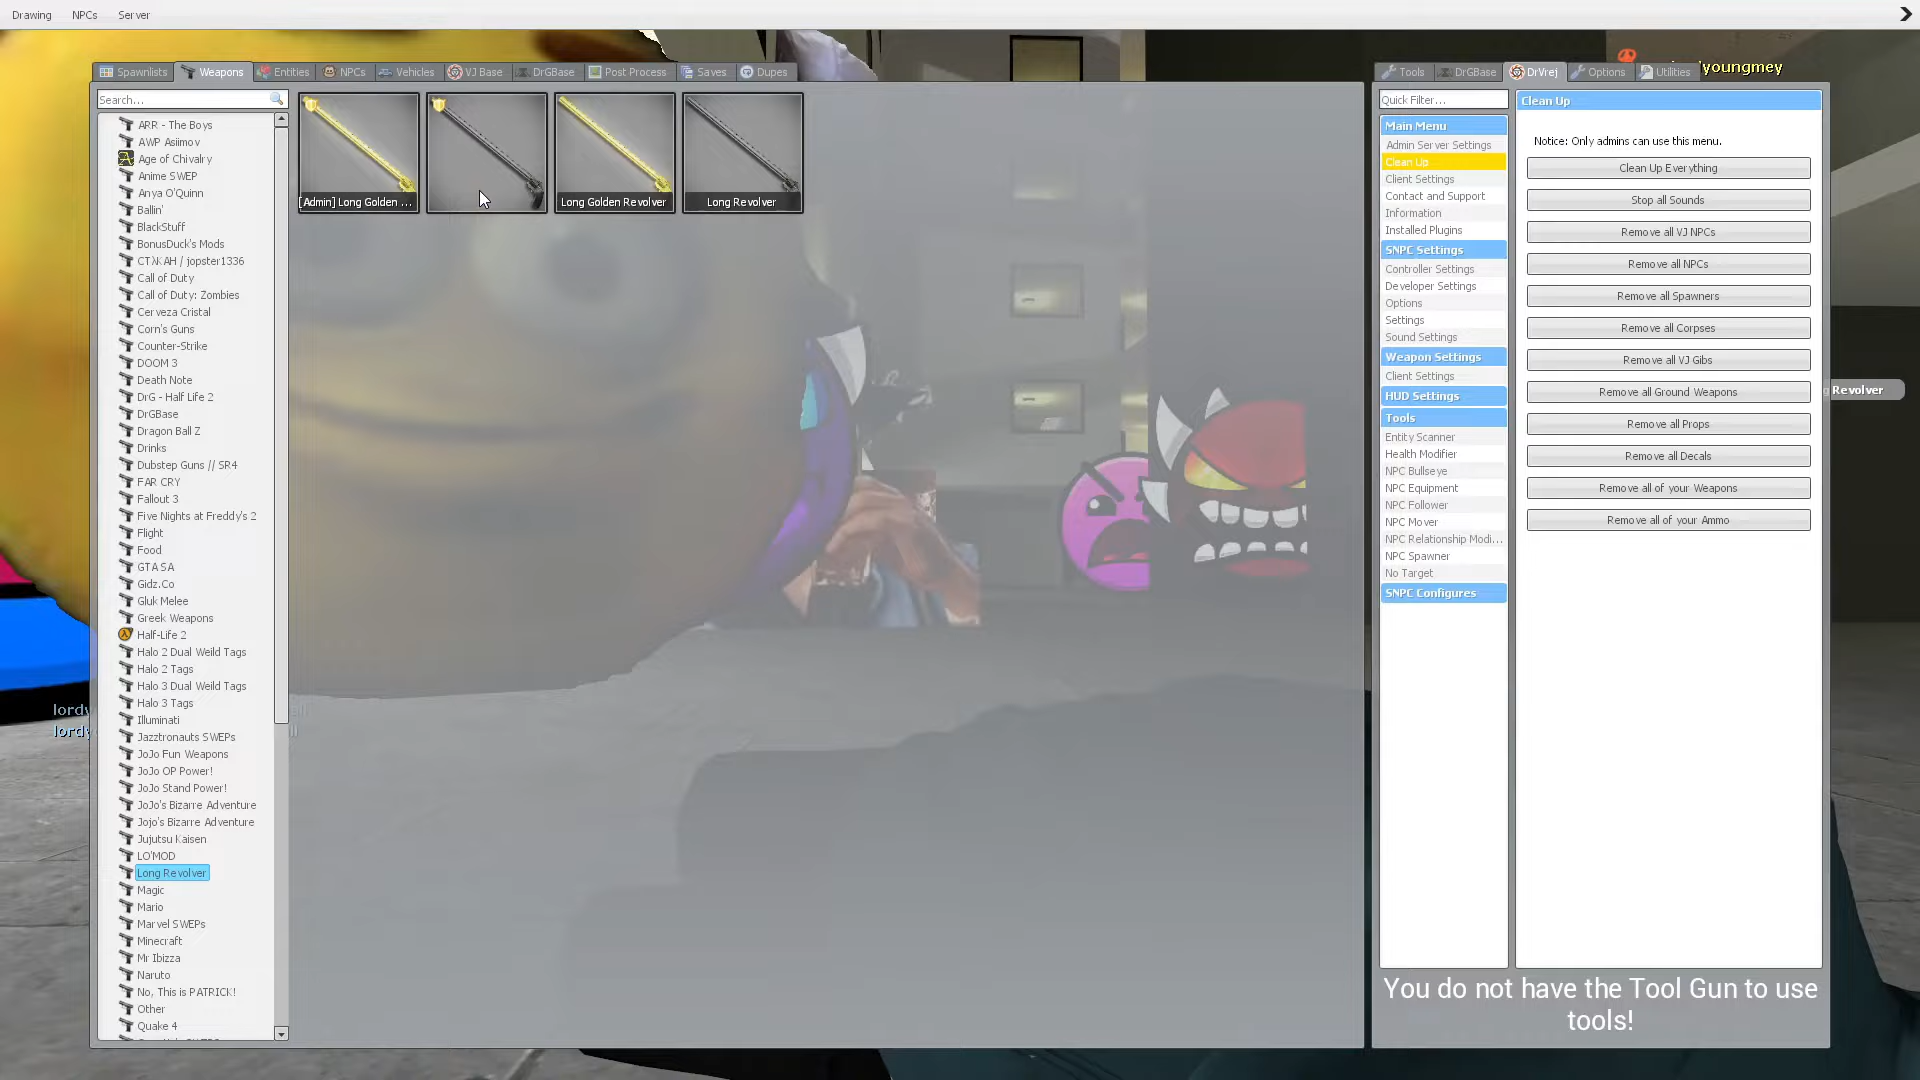 Drawing NPCs Server
Spawnlists Weapons Entities NPCs Vehicles VJ Base DrGBase Post Process Saves Dupes
Search...
ARR - The Boys
AWP Asiimov
Age of Chivalry
Anime SWEP
Anya O'Quinn
Ballin'
BlackStuff
BonusDuck's Mods
CTλKAH / jopster1336
Call of Duty
Call of Duty: Zombies
Cerveza Cristal
Corn's Guns
Counter-Strike
DOOM 3
Death Note
DrG - Half Life 2
DrGBase
Dragon Ball Z
Drinks
Dubstep Guns // SR4
FAR CRY
Fallout 3
Five Nights at Freddy's 2
Flight
Food
GTA SA
Gidz.Co
Gluk Melee
Greek Weapons
Half-Life 2
Halo 2 Dual Weild Tags
Halo 2 Tags
Halo 3 Dual Weild Tags
Halo 3 Tags
Illuminati
Jazztronauts SWEPs
JoJo Fun Weapons
JoJo OP Power!
JoJo Stand Power!
JoJo's Bizarre Adventure
Jojo's Bizarre Adventure
Jujutsu Kaisen
LO'MOD
Long Revolver
Magic
Mario
Marvel SWEPs
Minecraft
Mr Ibizza
Naruto
No, This is PATRICK!
Other
Quake 4
[Admin] Long Golden ...
Long Golden Revolver
Long Revolver
Tools DrGBase DrVrej Options Utilities
youngmey
Quick Filter...
Main Menu
Admin Server Settings
Clean Up
Client Settings
Contact and Support
Information
Installed Plugins
SNPC Settings
Controller Settings
Developer Settings
Options
Settings
Sound Settings
Weapon Settings
Client Settings
HUD Settings
Tools
Entity Scanner
Health Modifier
NPC Bullseye
NPC Equipment
NPC Follower
NPC Mover
NPC Relationship Modi...
NPC Spawner
No Target
SNPC Configures
Clean Up
Notice: Only admins can use this menu.
Clean Up Everything
Stop all Sounds
Remove all VJ NPCs
Remove all NPCs
Remove all Spawners
Remove all Corpses
Remove all VJ Gibs
Remove all Ground Weapons
Remove all Props
Remove all Decals
Remove all of your Weapons
Remove all of your Ammo
Revolver
lordy
lordy
You do not have the Tool Gun to use
tools!